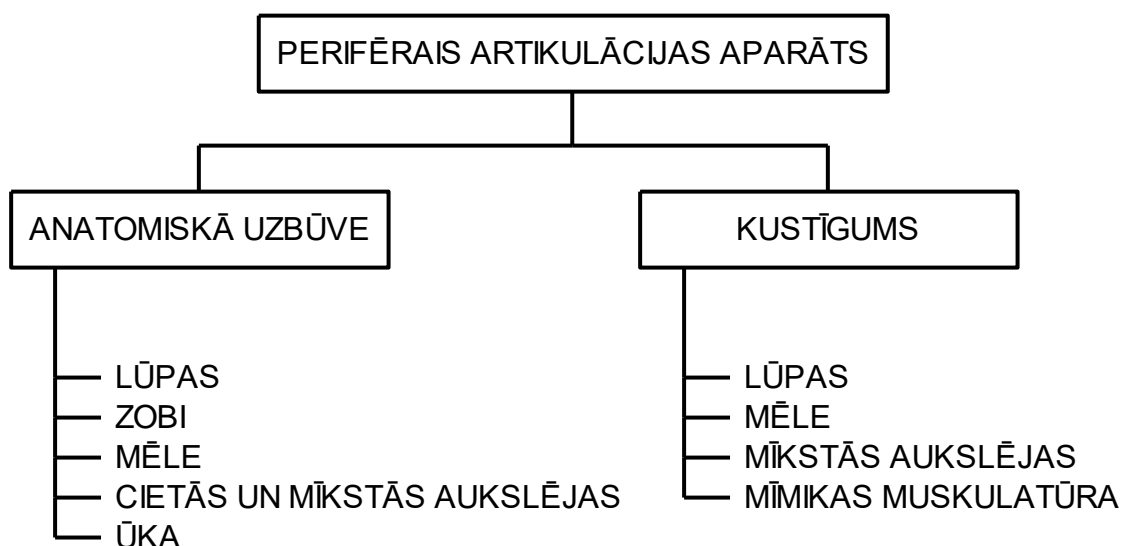 PERIFĒRAIS ARTIKULĀCIJAS APARĀTS
ANATOMISKĀ UZBŪVE
LŪPAS
ZOBI
MĒLE
CIETĀS UN MĪKSTĀS AUKSLĒJAS
ŪKA
KUSTĪGUMS
LŪPAS
MĒLE
MĪKSTĀS AUKSLĒJAS
MĪMIKAS MUSKULATŪRA